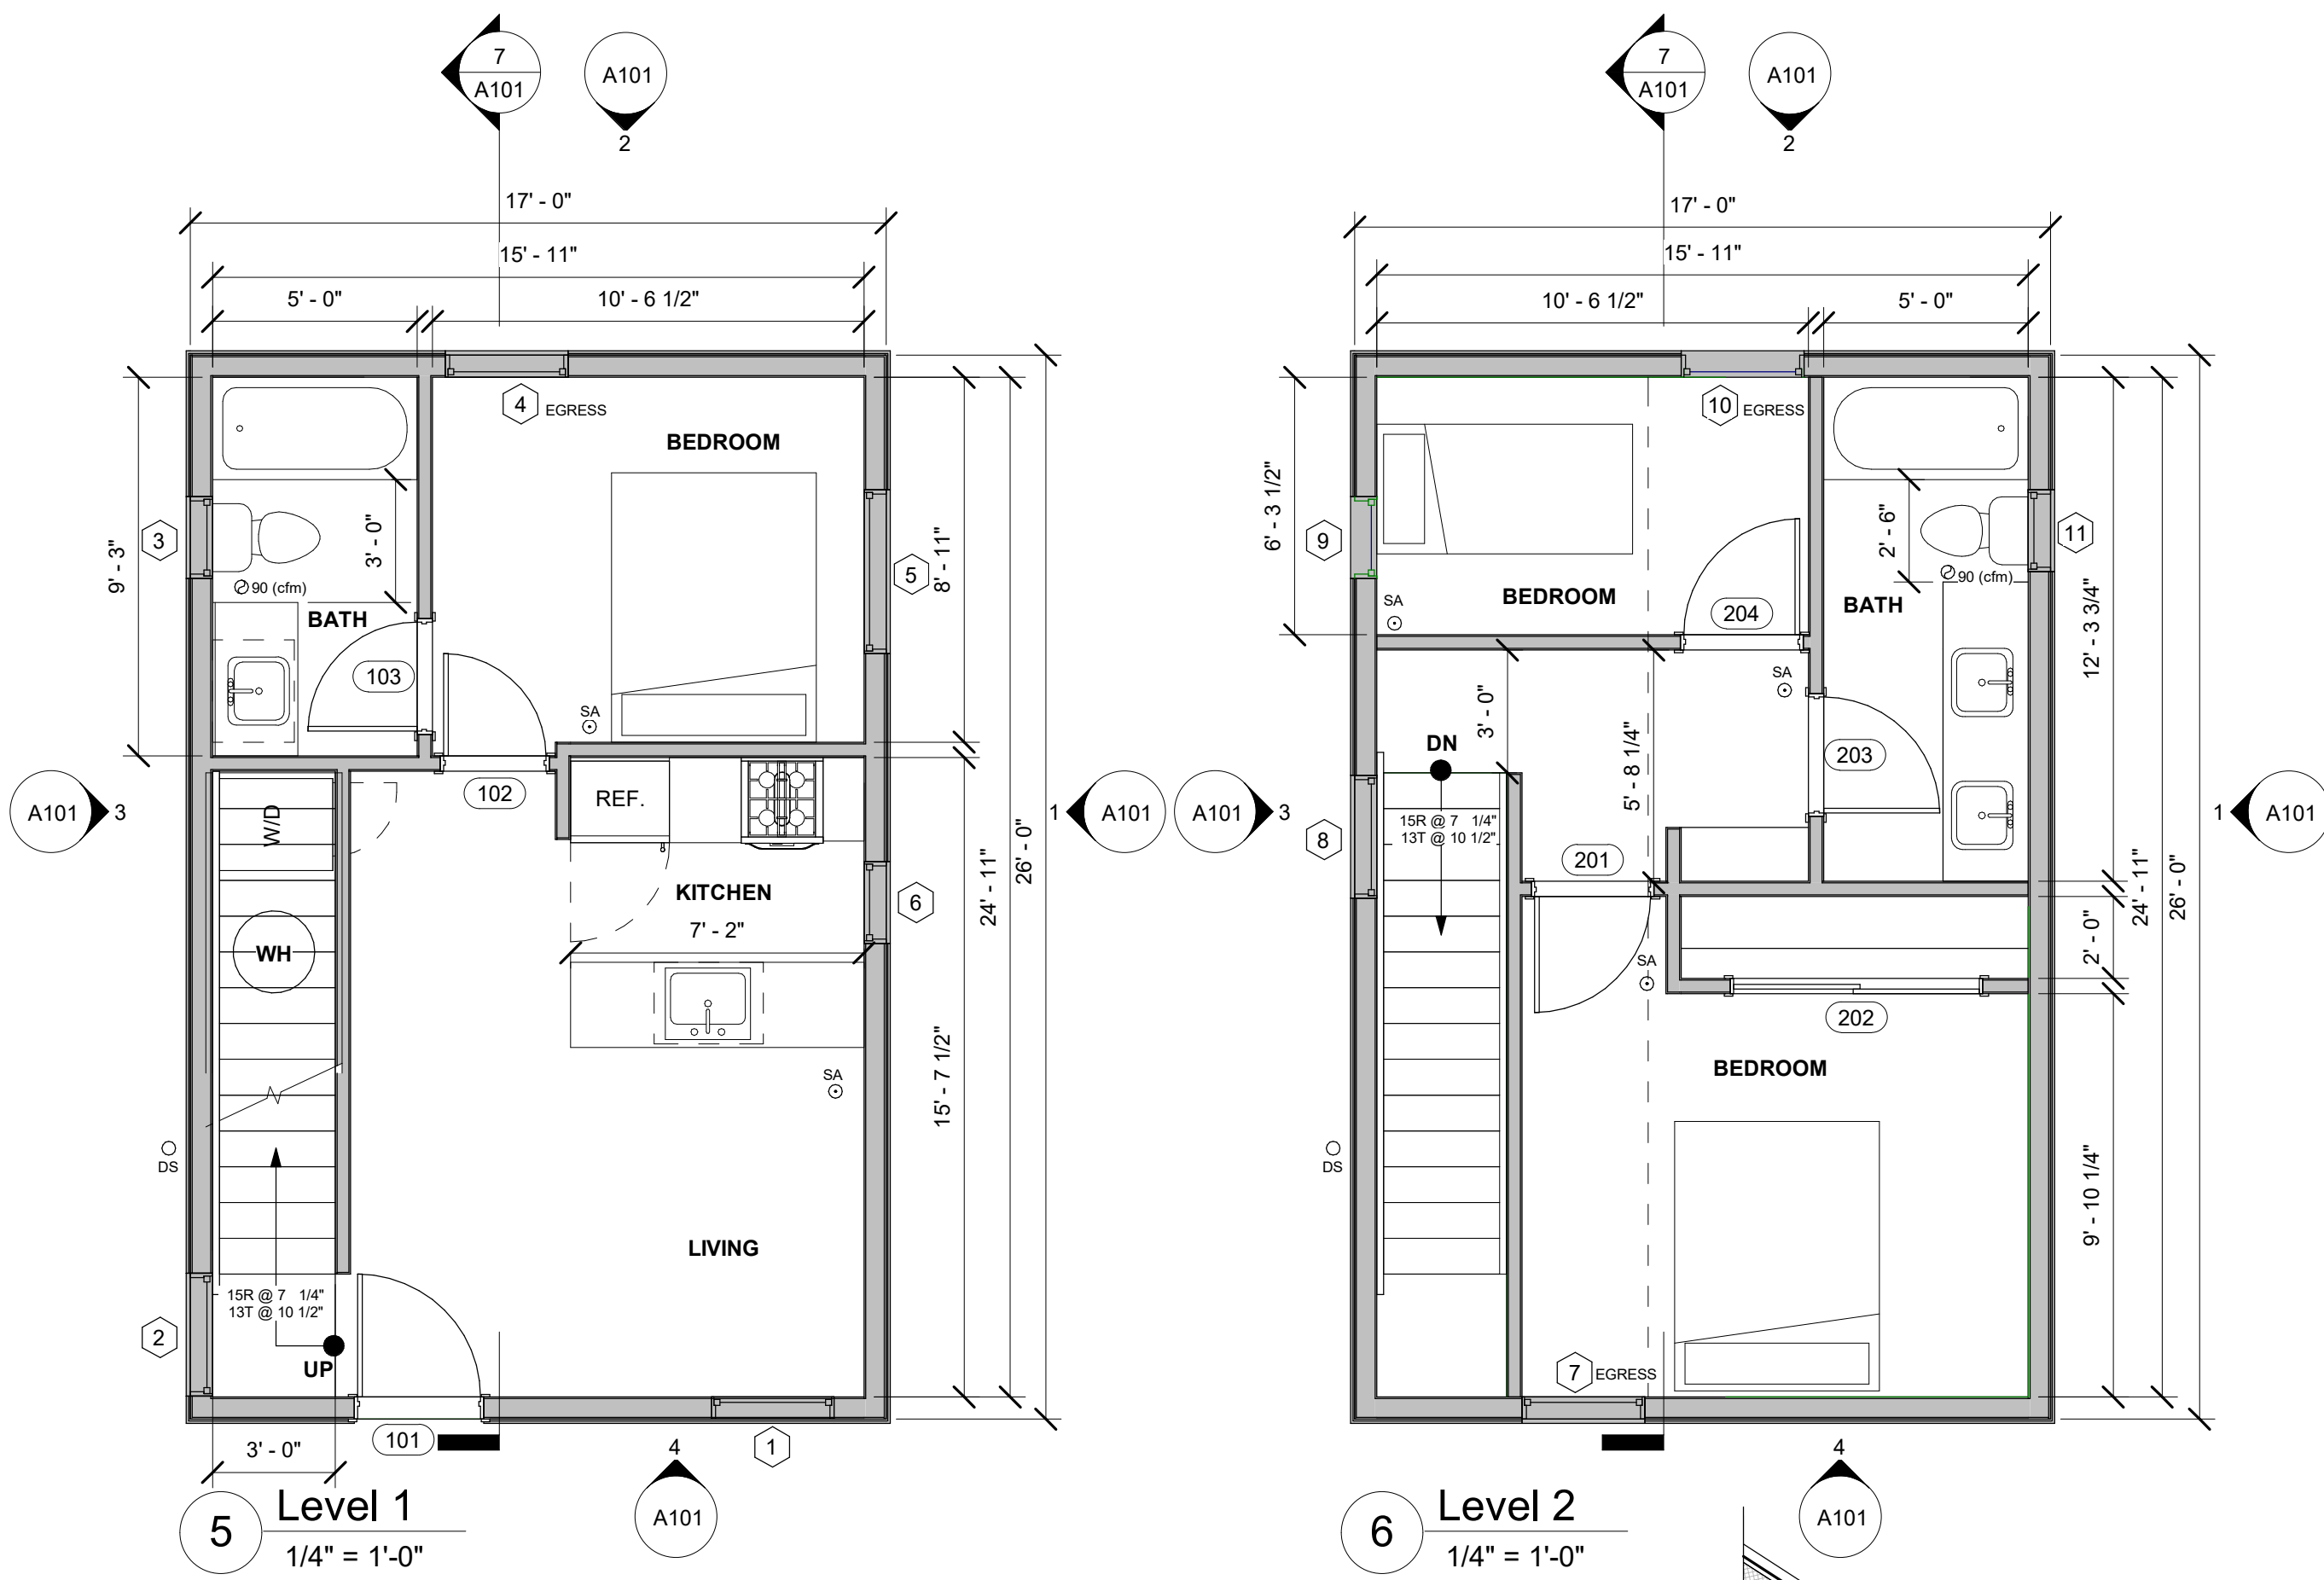 7
A101
A101
2
17' - 0"
15' - 11"
5' - 0"
10' - 6 1/2"
4
EGRESS
BEDROOM
3
9' - 3"
3' - 0"
90 (cfm)
BATH
103
5
8' - 11"
SA
A101
3
W/D
102
REF.
1
A101
KITCHEN
6
7' - 2"
WH
24' - 11"
26' - 0"
15' - 7 1/2"
SA
DS
LIVING
15R @ 7 1/4"
13T @ 10 1/2"
2
UP
3' - 0"
101
1
4
A101
5
Level 1
1/4" = 1'-0"
7
A101
A101
2
17' - 0"
15' - 11"
10' - 6 1/2"
5' - 0"
10
EGRESS
6' - 3 1/2"
9
2' - 6"
11
90 (cfm)
SA
BEDROOM
204
BATH
12' - 3 3/4"
SA
3' - 0"
DN
5' - 8 1/4"
203
A101
3
1
A101
8
15R @ 7 1/4"
13T @ 10 1/2"
201
24' - 11"
26' - 0"
2' - 0"
SA
202
BEDROOM
DS
9' - 10 1/4"
7
EGRESS
4
A101
6
Level 2
1/4" = 1'-0"